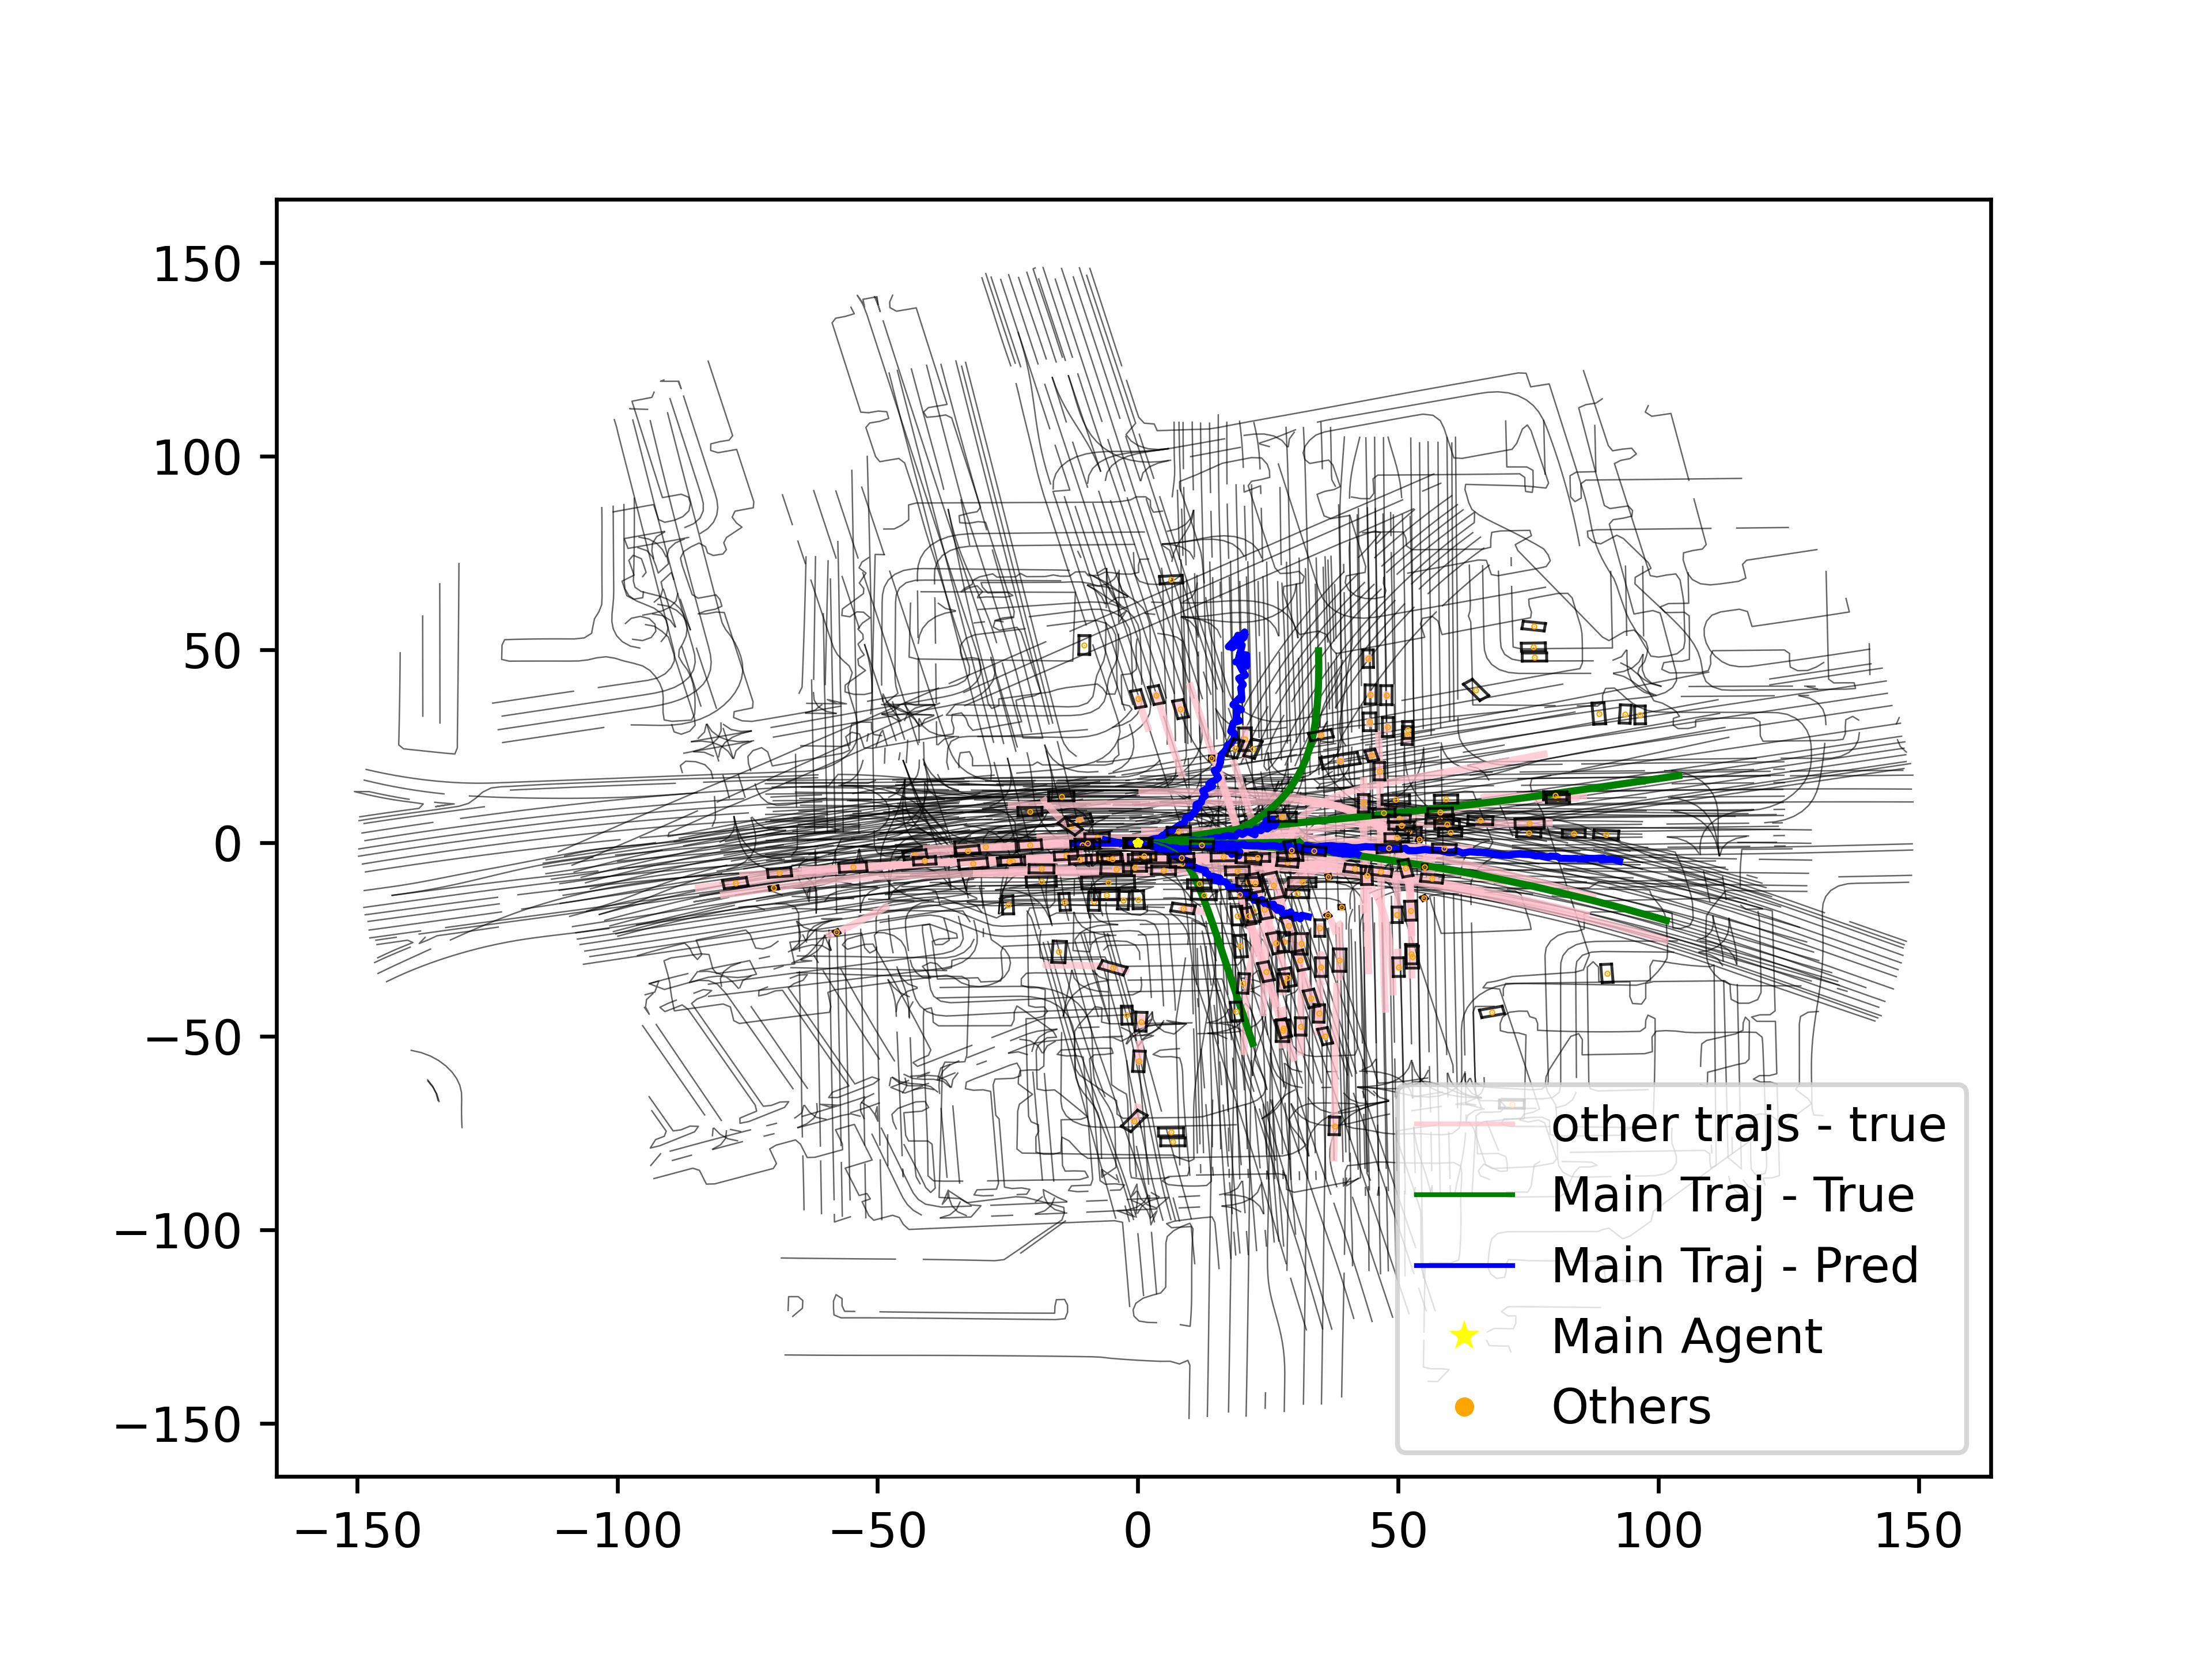 150
100
50
0
−50
−100
−150
−150 −100 −50 0 50 100 150
other trajs - true
Main Traj - True
Main Traj - Pred
Main Agent
Others